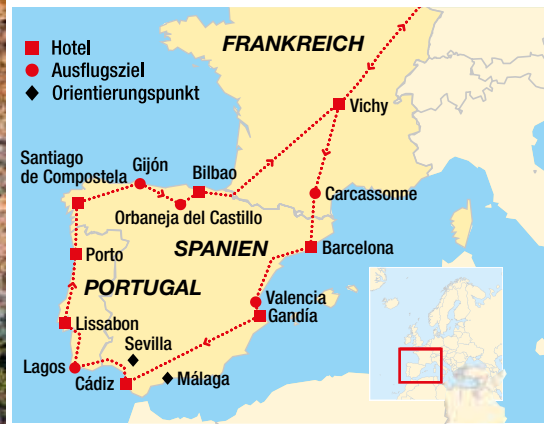 Hotel
Ausflugsziel
Orientierungspunkt
FRANKREICH
Vichy
Santiago
de Compostela
Gijón
Bilbao
Orbaneja del Castillo
Carcassonne
Barcelona
SPANIEN
Porto
PORTUGAL
Valencia
Gandía
Lissabon
Sevilla
Lagos
Cádiz
Málaga